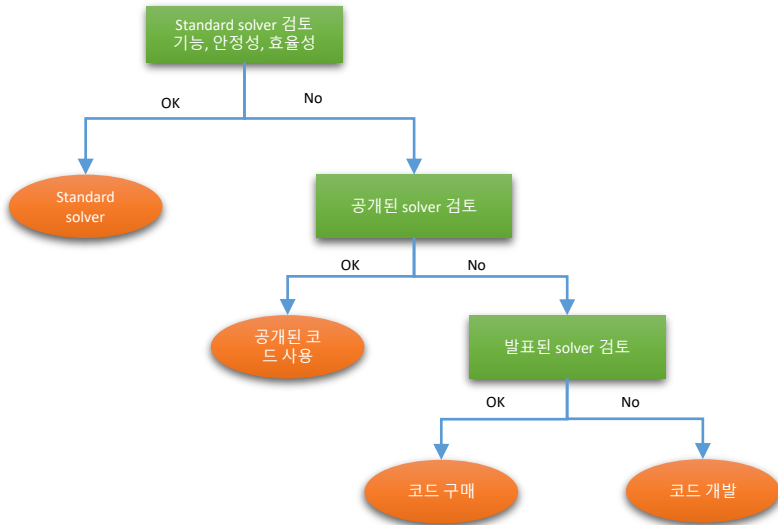 Standard solver 검토
기능, 안정성, 효율성
OK
No
Standard
solver
공개된 solver 검토
OK
No
공개된 코
드 사용
발표된 solver 검토
OK
No
코드 구매
코드 개발